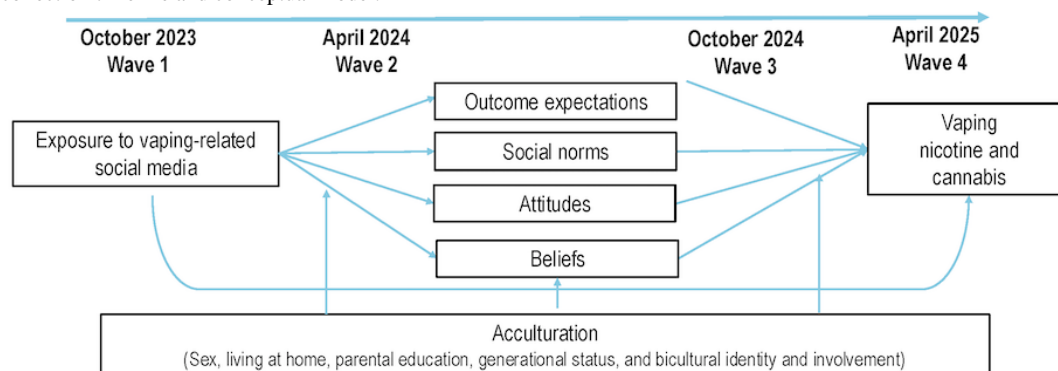 October 2023
Wave 1
April 2024
Wave 2
October 2024
Wave 3
April 2025
Wave 4
Exposure to vaping-related
social media
Outcome expectations
Social norms
Attitudes
Beliefs
Vaping
nicotine and
cannabis
Acculturation
(Sex, living at home, parental education, generational status, and bicultural identity and involvement)